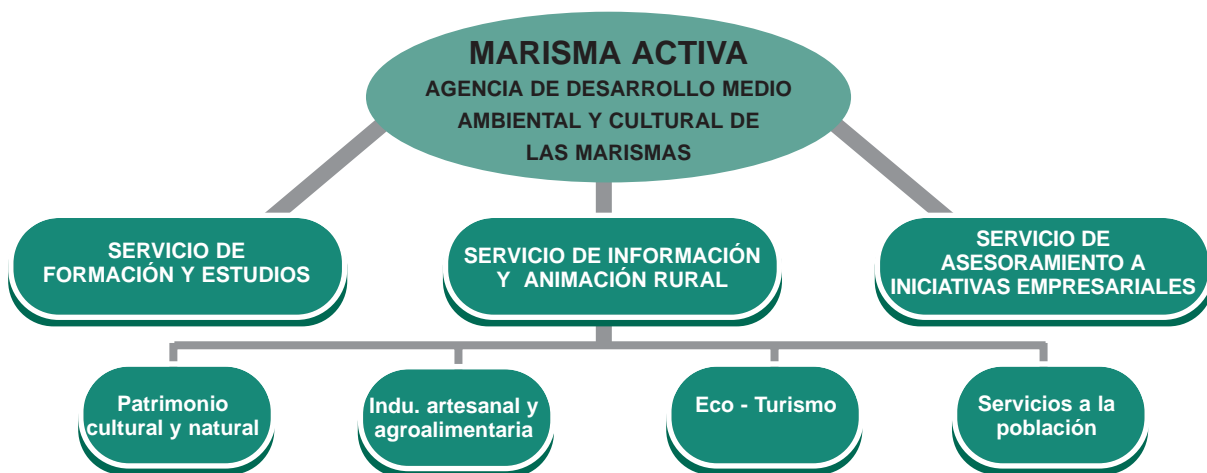 MARISMA ACTIVA
AGENCIA DE DESARROLLO MEDIO
AMBIENTAL Y CULTURAL DE
LAS MARISMAS
SERVICIO DE
FORMACIÓN Y ESTUDIOS
SERVICIO DE INFORMACIÓN
Y ANIMACIÓN RURAL
SERVICIO DE
ASESORAMIENTO A
INICIATIVAS EMPRESARIALES
Patrimonio
cultural y natural
Indu. artesanal y
agroalimentaria
Eco - Turismo
Servicios a la
población